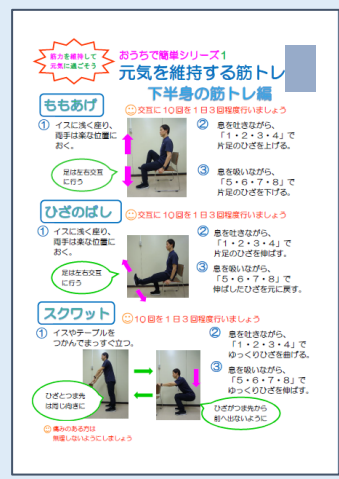 筋力を維持して
元気に過ごそう
おうちで簡単シリーズ1
元気を維持する筋トレ
下半身の筋トレ編
ももあげ
交互に10回を1日3回程度行いましょう
① イスに浅く座り、
両手は楽な位置に
おく。
足は左右交互
に行う
② 息を吐きながら、
「1・2・3・4」で
片足のひざを上げる。
③ 息を吸いながら、
「5・6・7・8」で
片足のひざを下げる。
ひざのばし
交互に10回を1日3回程度行いましょう
① イスに浅く座り、
両手は楽な位置に
おく。
足は左右交互
に行う
② 息を吐きながら、
「1・2・3・4」で
片足のひざを伸ばす。
③ 息を吸いながら、
「5・6・7・8」で
伸ばしたひざを元に戻す。
スクワット
10回を1日3回程度行いましょう
① イスやテーブルを
つかんでまっすぐ立つ。
ひざとつま先
は同じ向きに
② 息を吐きながら、
「1・2・3・4」で
ゆっくりひざを曲げる。
③ 息を吸いながら、
「5・6・7・8」で
ゆっくりひざを伸ばす。
ひざがつま先から
前へ出ないように
痛みのある方は
無理しないようにしましょう